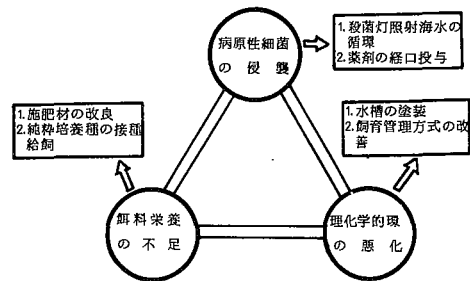 病原性細菌
の侵襲
1.殺菌灯照射海水の
循環
2.薬剤の経口投与
1.施肥材の改良
2.純粋培養種の接種
給餌
1.水槽の塗装
2.飼育管理方式の改
善
餌料栄養
の不足
理化学的環
の悪化